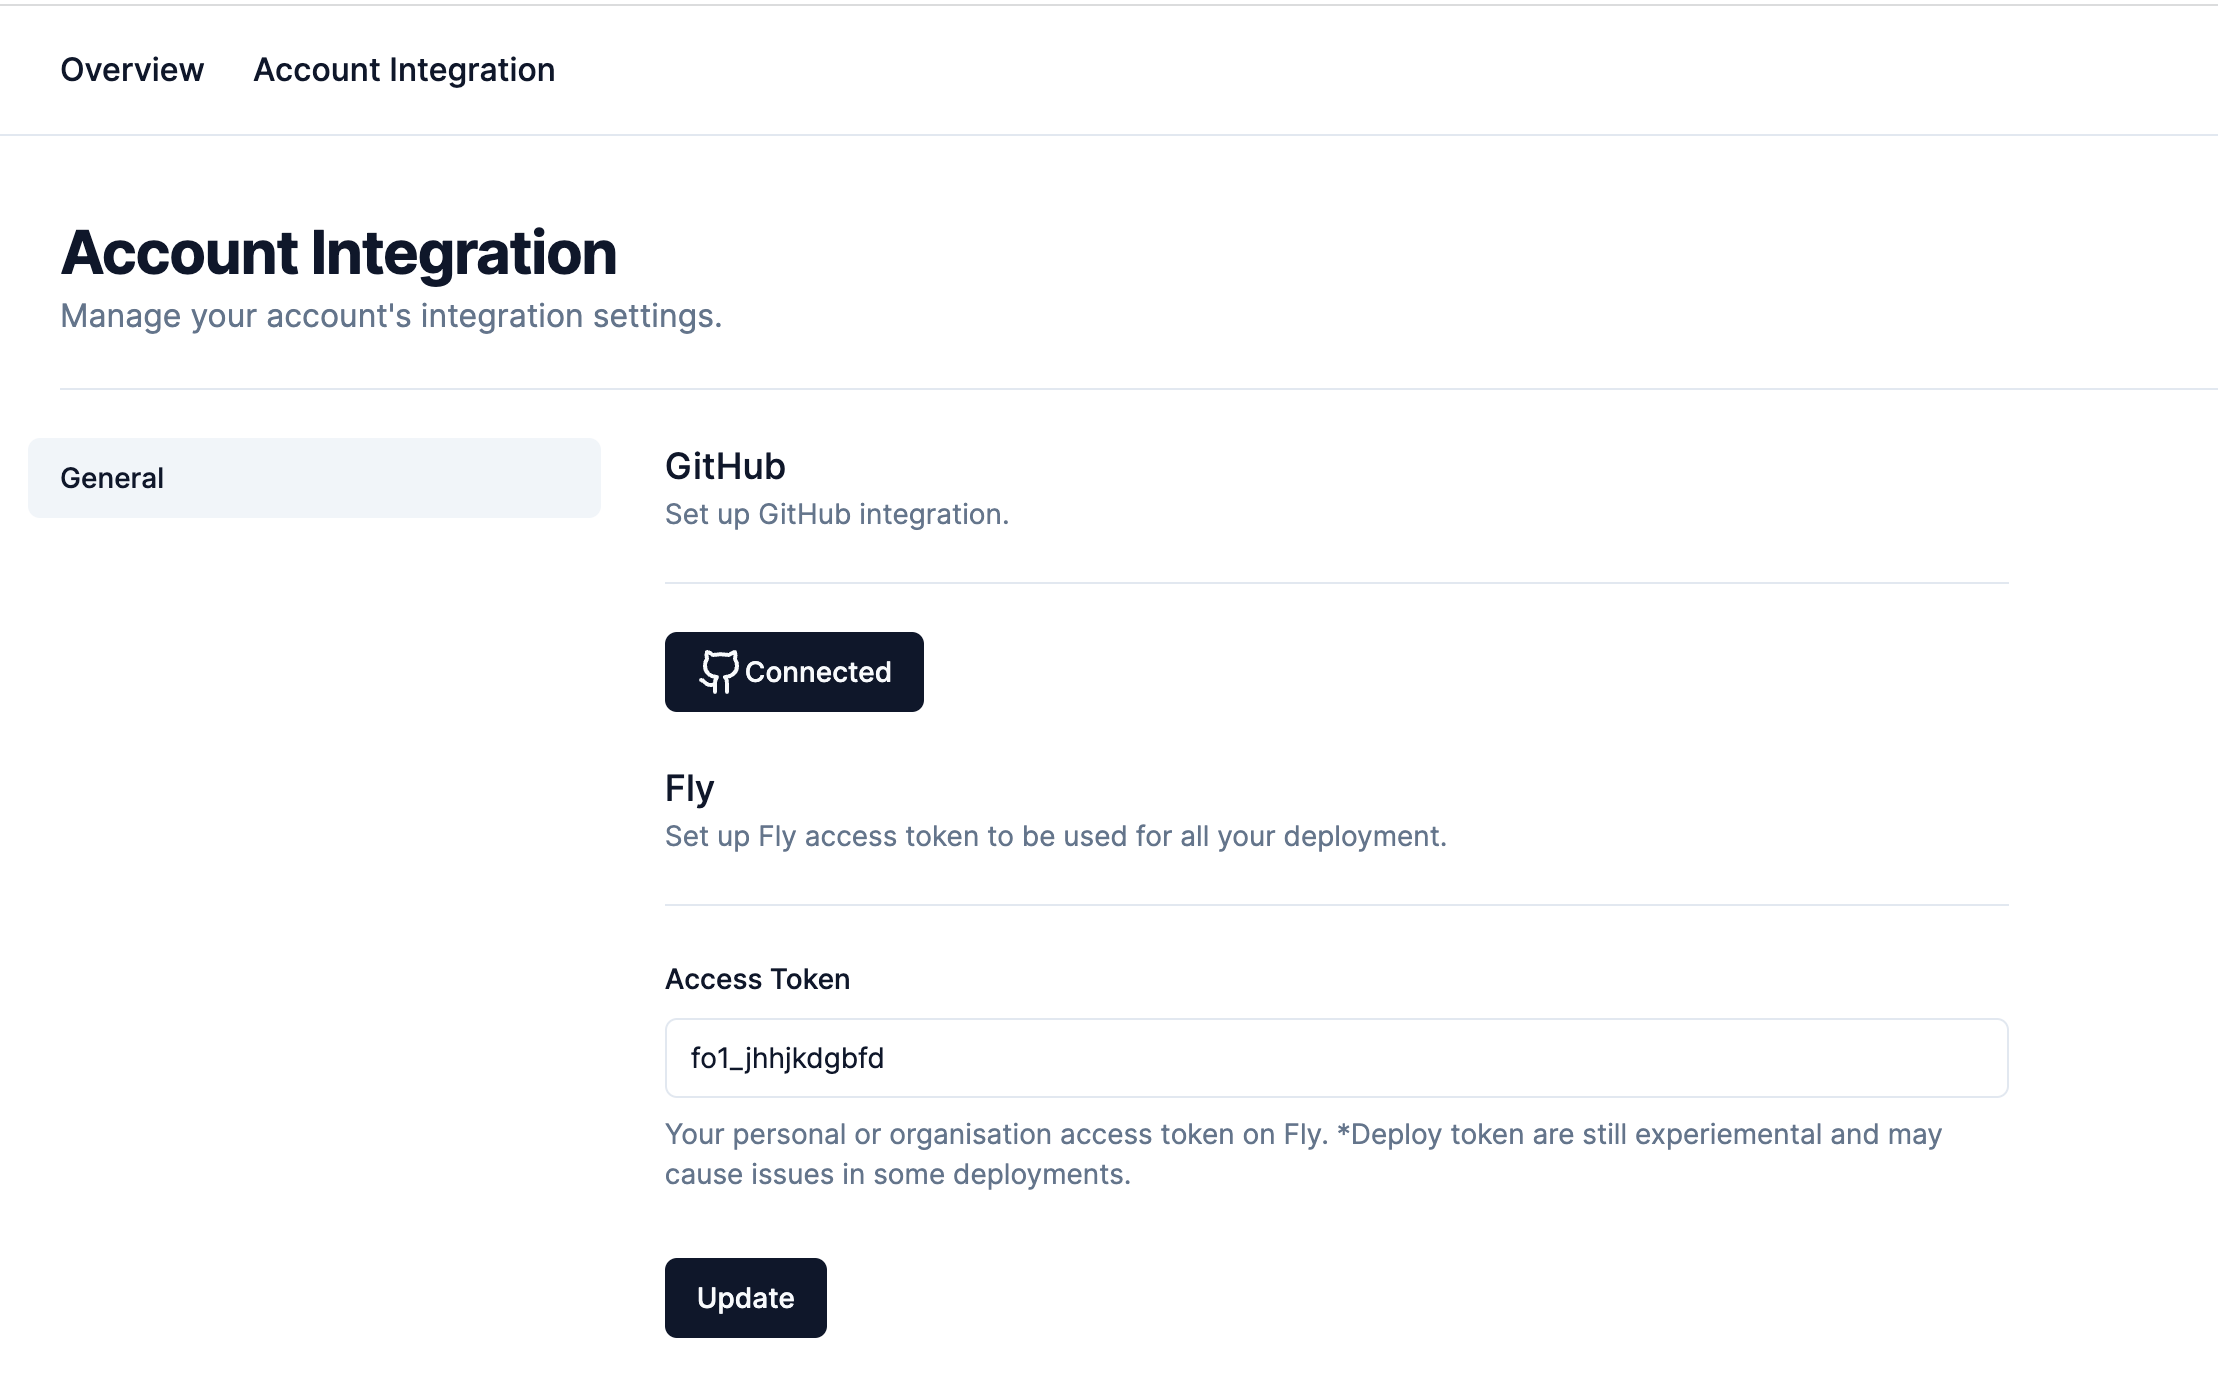 Overview Account Integration
Account Integration
Manage your account's integration settings.
General
GitHub
Set up GitHub integration.
Connected
Fly
Set up Fly access token to be used for all your deployment.
Access Token
fo1_jhhjkdgbfd
Your personal or organisation access token on Fly. *Deploy token are still experiemental and may
cause issues in some deployments.
Update